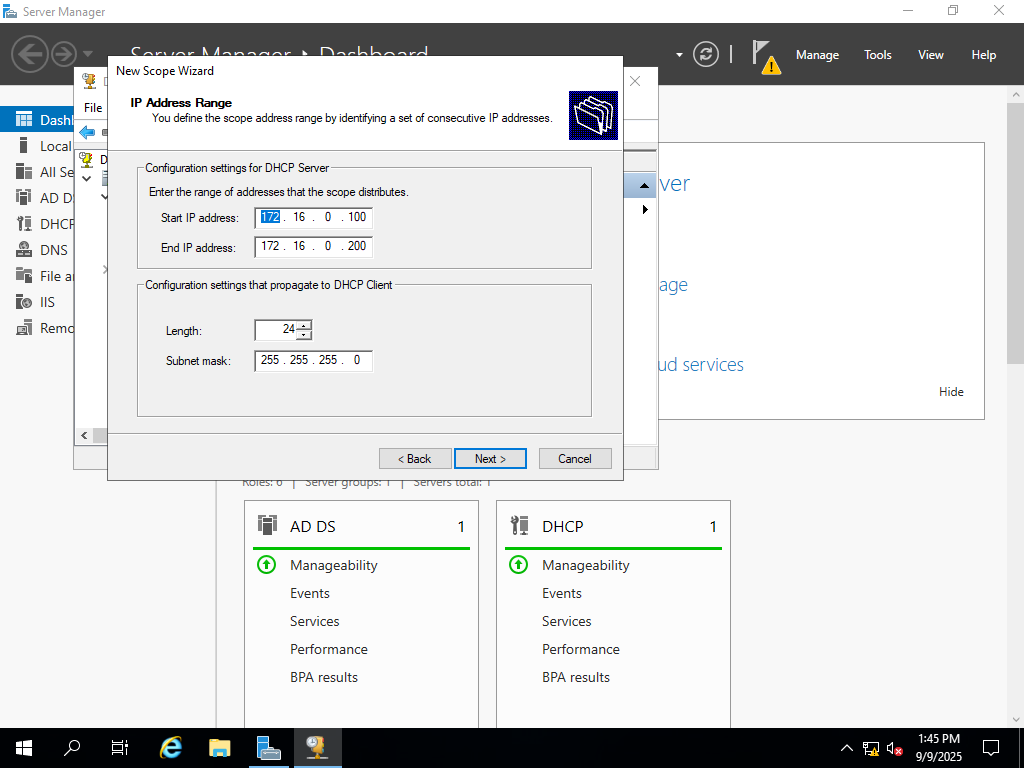 Server Manager
Server Manager • Dashboard
Manage
Tools
View
Help
New Scope Wizard
IP Address Range
You define the scope address range by identifying a set of consecutive IP addresses.
File
Configuration settings for DHCP Server
Enter the range of addresses that the scope distributes.
Start IP address:
172 . 16 . 0 . 100
End IP address:
172 . 16 . 0 . 200
Configuration settings that propagate to DHCP Client
Length:
24
Subnet mask:
255 . 255 . 255 . 0
< Back
Next >
Cancel
Dashl
Local
All Se
AD D
DHCP
DNS
File a
IIS
Remo
D
ver
age
ud services
Hide
Roles: 6 | Server groups: 1 | Servers total: 1
AD DS
1
Manageability
Events
Services
Performance
BPA results
DHCP
1
Manageability
Events
Services
Performance
BPA results
1:45 PM
9/9/2025